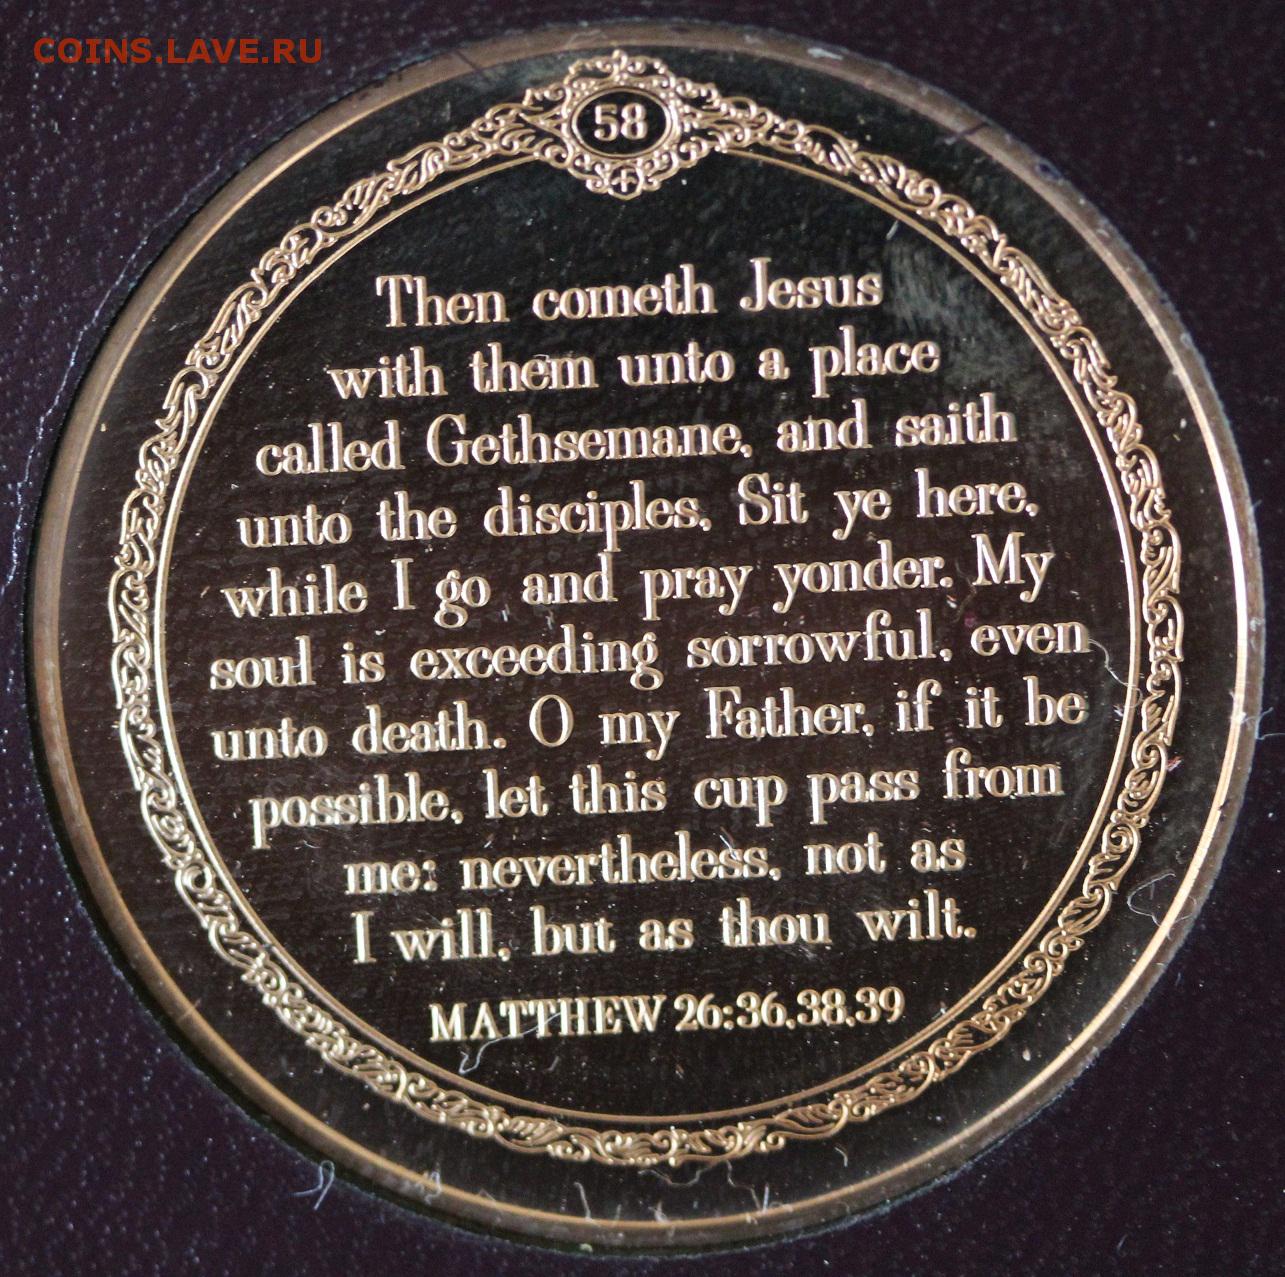 COINS.LAVE.RU
58
Then cometh Jesus
with them unto a place
called Gethsemane, and saith
unto the disciples, Sit ye here,
while I go and pray yonder. My
soul is exceeding sorrowful, even
unto death. O my Father, if it be
possible, let this cup pass from
me: nevertheless, not as
I will, but as thou wilt.
MATTHEW 26:36,38,39